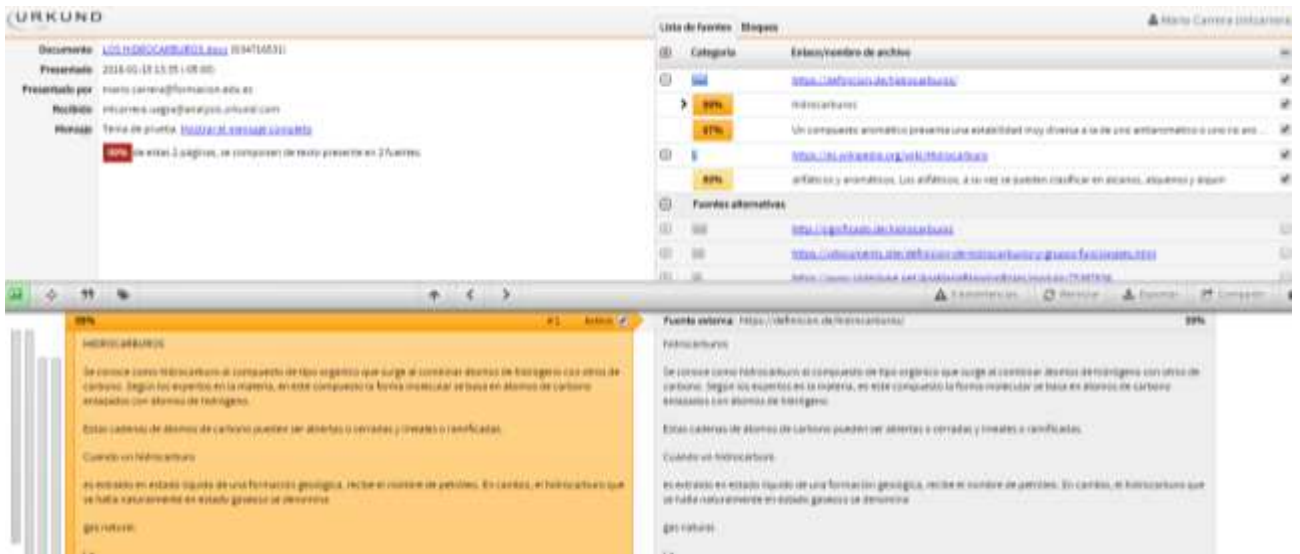 URKUND
Lista de fuentes Bloques
Mario Carrera
Documento LOS HIDROCARBUROS.docx
Categoría Enlace/nombre de archivo
Presentado
https://definicion.de/hidrocarburos/
Presentado por mario.carrera@formacion.edu.es
hidrocarburos
Recibido
97% Un compuesto aromático presenta una estabilidad muy diversa a la de uno antiaromático o uno no aro ...
Mensaje Tema de prueba. Mostrar el mensaje completo
https://es.wikipedia.org/wiki/Hidrocarburo
de estas 2 páginas, se componen de texto presente en 2 fuentes.
alifáticos y aromáticos. Los alifáticos, a su vez se pueden clasificar en alcanos, alquenos y alquin
Fuentes alternativas
Reiniciar Exportar Compartir
99% #1 Activo
Fuente externa: https://definicion.de/hidrocarburos/ 99%
HIDROCARBUROS
Se conoce como hidrocarburo al compuesto de tipo orgánico que surge al combinar átomos de hidrógeno con otros de
carbono. Según los expertos en la materia, en este compuesto la forma molecular se basa en átomos de carbono
enlazados con átomos de hidrógeno.
Estas cadenas de átomos de carbono pueden ser abiertas o cerradas y lineales o ramificadas.
Cuando un hidrocarburo
es extraído en estado líquido de una formación geológica, recibe el nombre de petróleo. En cambio, el hidrocarburo que
se halla naturalmente en estado gaseoso se denomina
gas natural.
hidrocarburos
Se conoce como hidrocarburo al compuesto de tipo orgánico que surge al combinar átomos de hidrógeno con otros de
carbono. Según los expertos en la materia, en este compuesto la forma molecular se basa en átomos de carbono
enlazados con átomos de hidrógeno.
Estas cadenas de átomos de carbono pueden ser abiertas o cerradas y lineales o ramificadas.
Cuando un hidrocarburo
es extraído en estado líquido de una formación geológica, recibe el nombre de petróleo. En cambio, el hidrocarburo que
se halla naturalmente en estado gaseoso se denomina
gas natural.